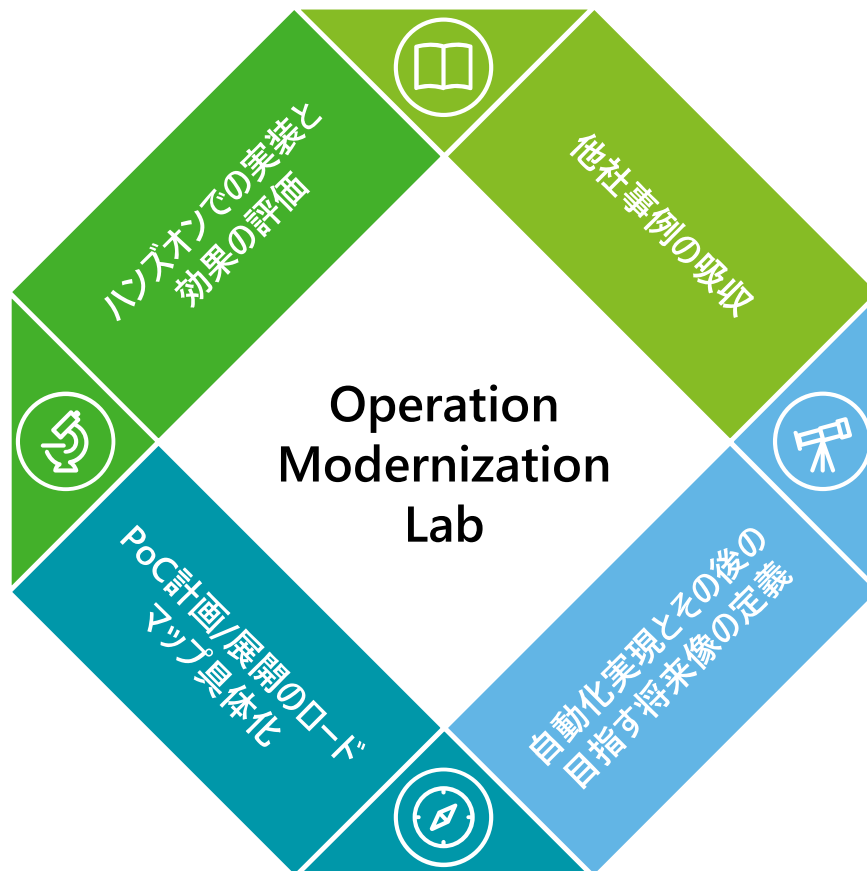 ハンズオンでの実装と
効果の評価
他社事例の吸収
Operation
Modernization
Lab
PoC計画/展開のロード
マップ具体化
自動化実現とその後の
目指す将来像の定義